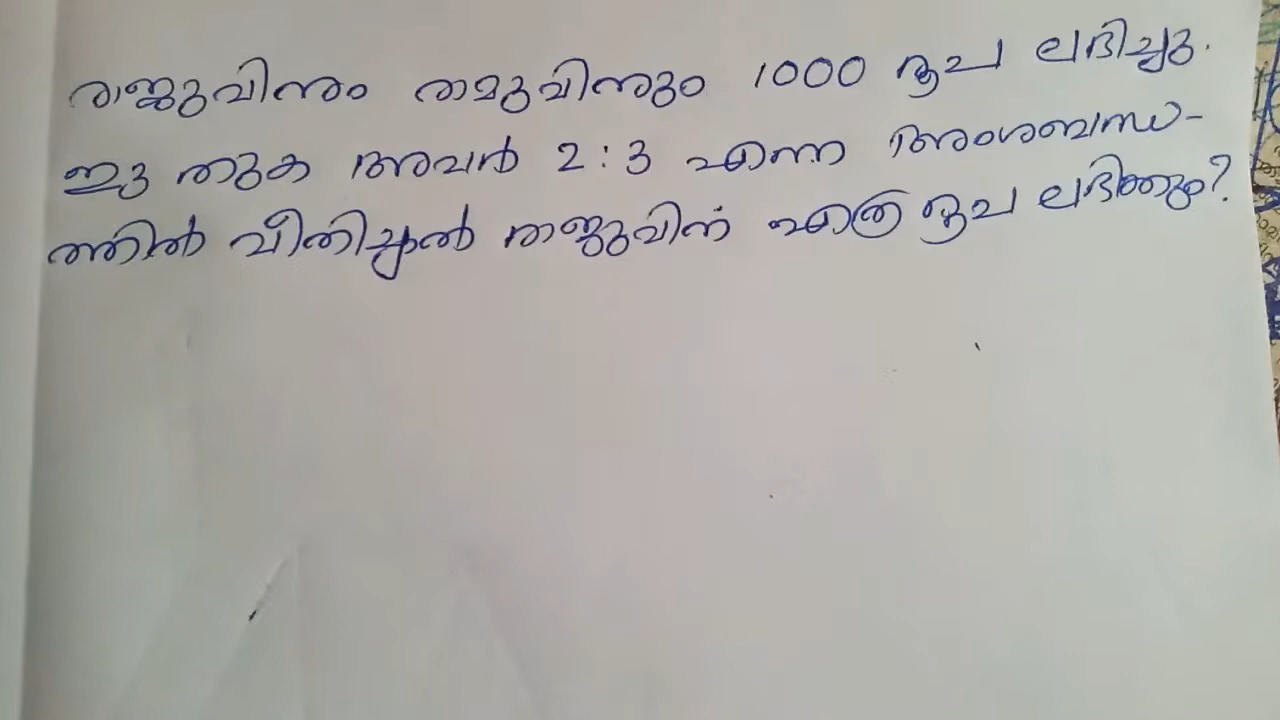 രാജുവിനും രാമുവിനും 1000 രൂപ ലഭിച്ചു.
ഈ തുക അവർ 2 : 3 എന്ന അംശബന്ധ-
ത്തിൽ വീതിച്ചാൽ രാജുവിന് എത്ര രൂപ ലഭിക്കും?